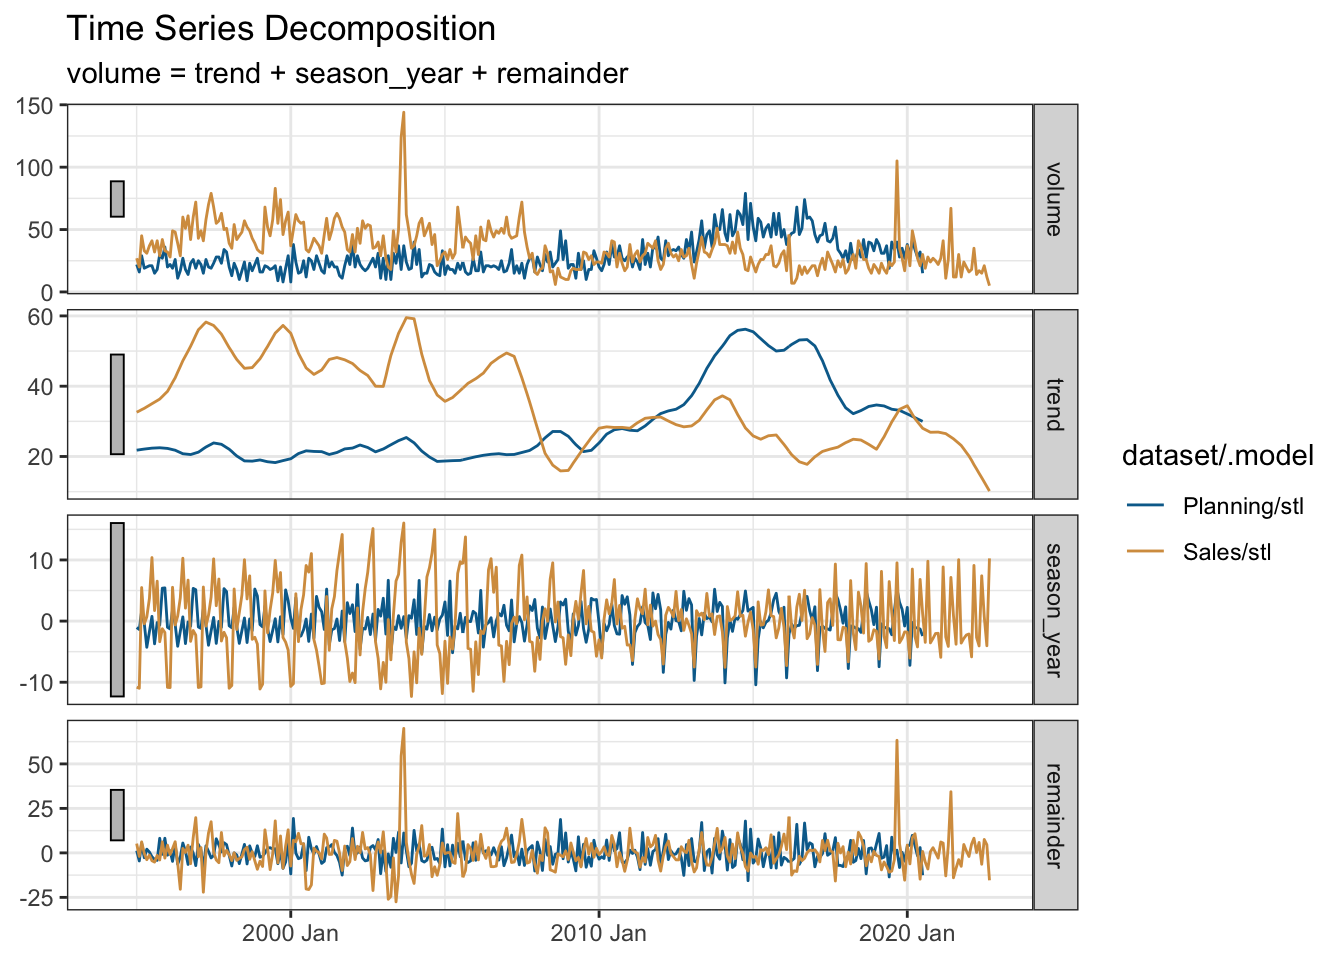 Time Series Decomposition
volume = trend + season_year + remainder
150
100
50
0
volume
60
40
20
trend
10
0
-10
season_year
50
25
0
-25
remainder
2000 Jan
2010 Jan
2020 Jan
dataset/.model
Planning/stl
Sales/stl